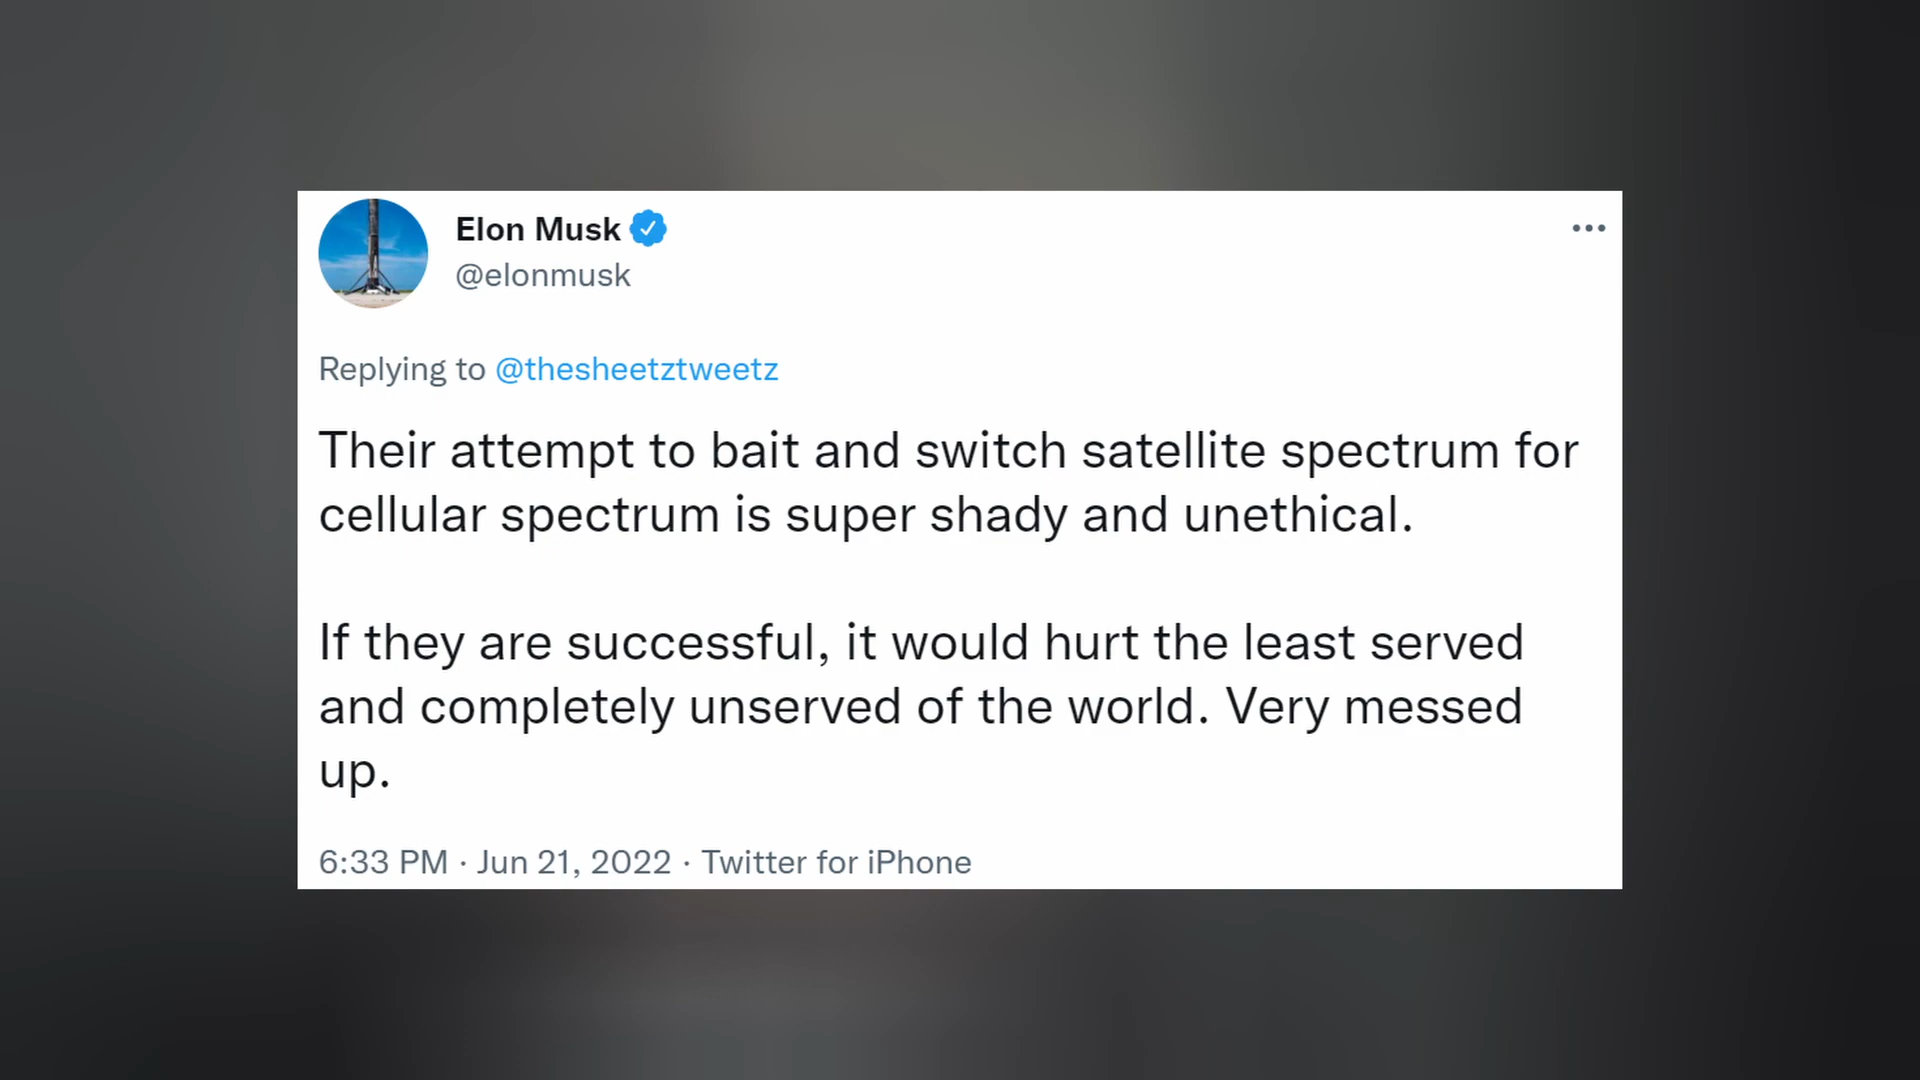 Elon Musk
@elonmusk
Replying to @thesheetztweetz
Their attempt to bait and switch satellite spectrum for
cellular spectrum is super shady and unethical.
If they are successful, it would hurt the least served
and completely unserved of the world. Very messed
up.
6:33 PM · Jun 21, 2022 · Twitter for iPhone